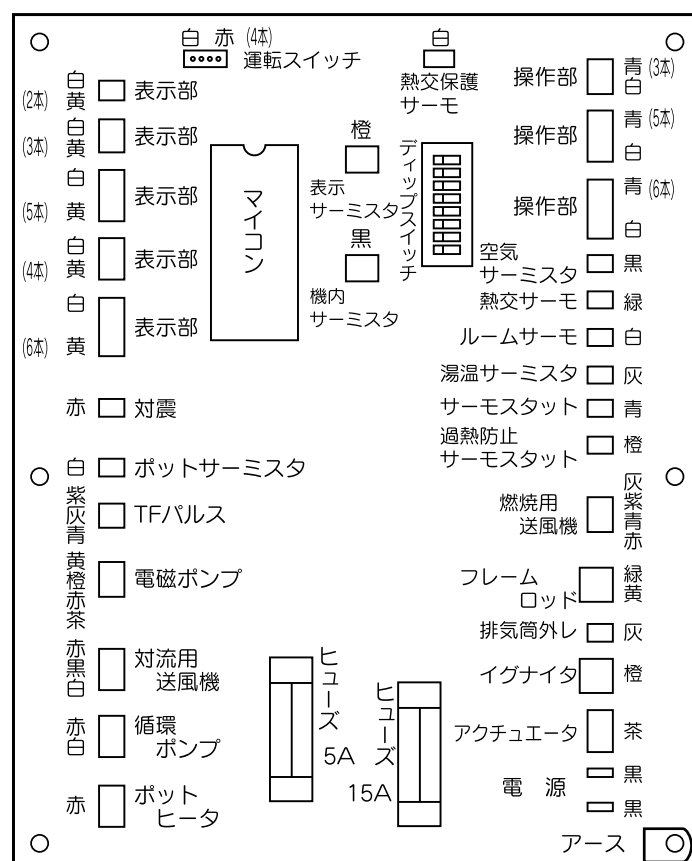 白 赤 (4本)
運転スイッチ
白
熱交保護
サーモ
白
黄
(2本)
表示部
白
黄
(3本)
表示部
白
黄
(5本)
表示部
白
黄
(4本)
表示部
白
黄
(6本)
表示部
赤
対震
白
ポットサーミスタ
紫
灰
青
TFパルス
黄
橙
赤
茶
電磁ポンプ
赤
黒
白
対流用
送風機
赤
白
循環
ポンプ
赤
ポット
ヒータ
マイコン
橙
表示
サーミスタ
黒
機内
サーミスタ
ディップスイッチ
ヒューズ
5A
ヒューズ
15A
操作部
青
白
(3本)
操作部
青
白
(5本)
操作部
青
白
(6本)
空気
サーミスタ
黒
熱交サーモ
緑
ルームサーモ
白
湯温サーミスタ
灰
サーモスタット
青
過熱防止
サーモスタット
橙
燃焼用
送風機
灰
紫
青
赤
フレーム
ロッド
緑
黄
排気筒外レ
灰
イグナイタ
橙
アクチュエータ
茶
電 源
黒
黒
アース